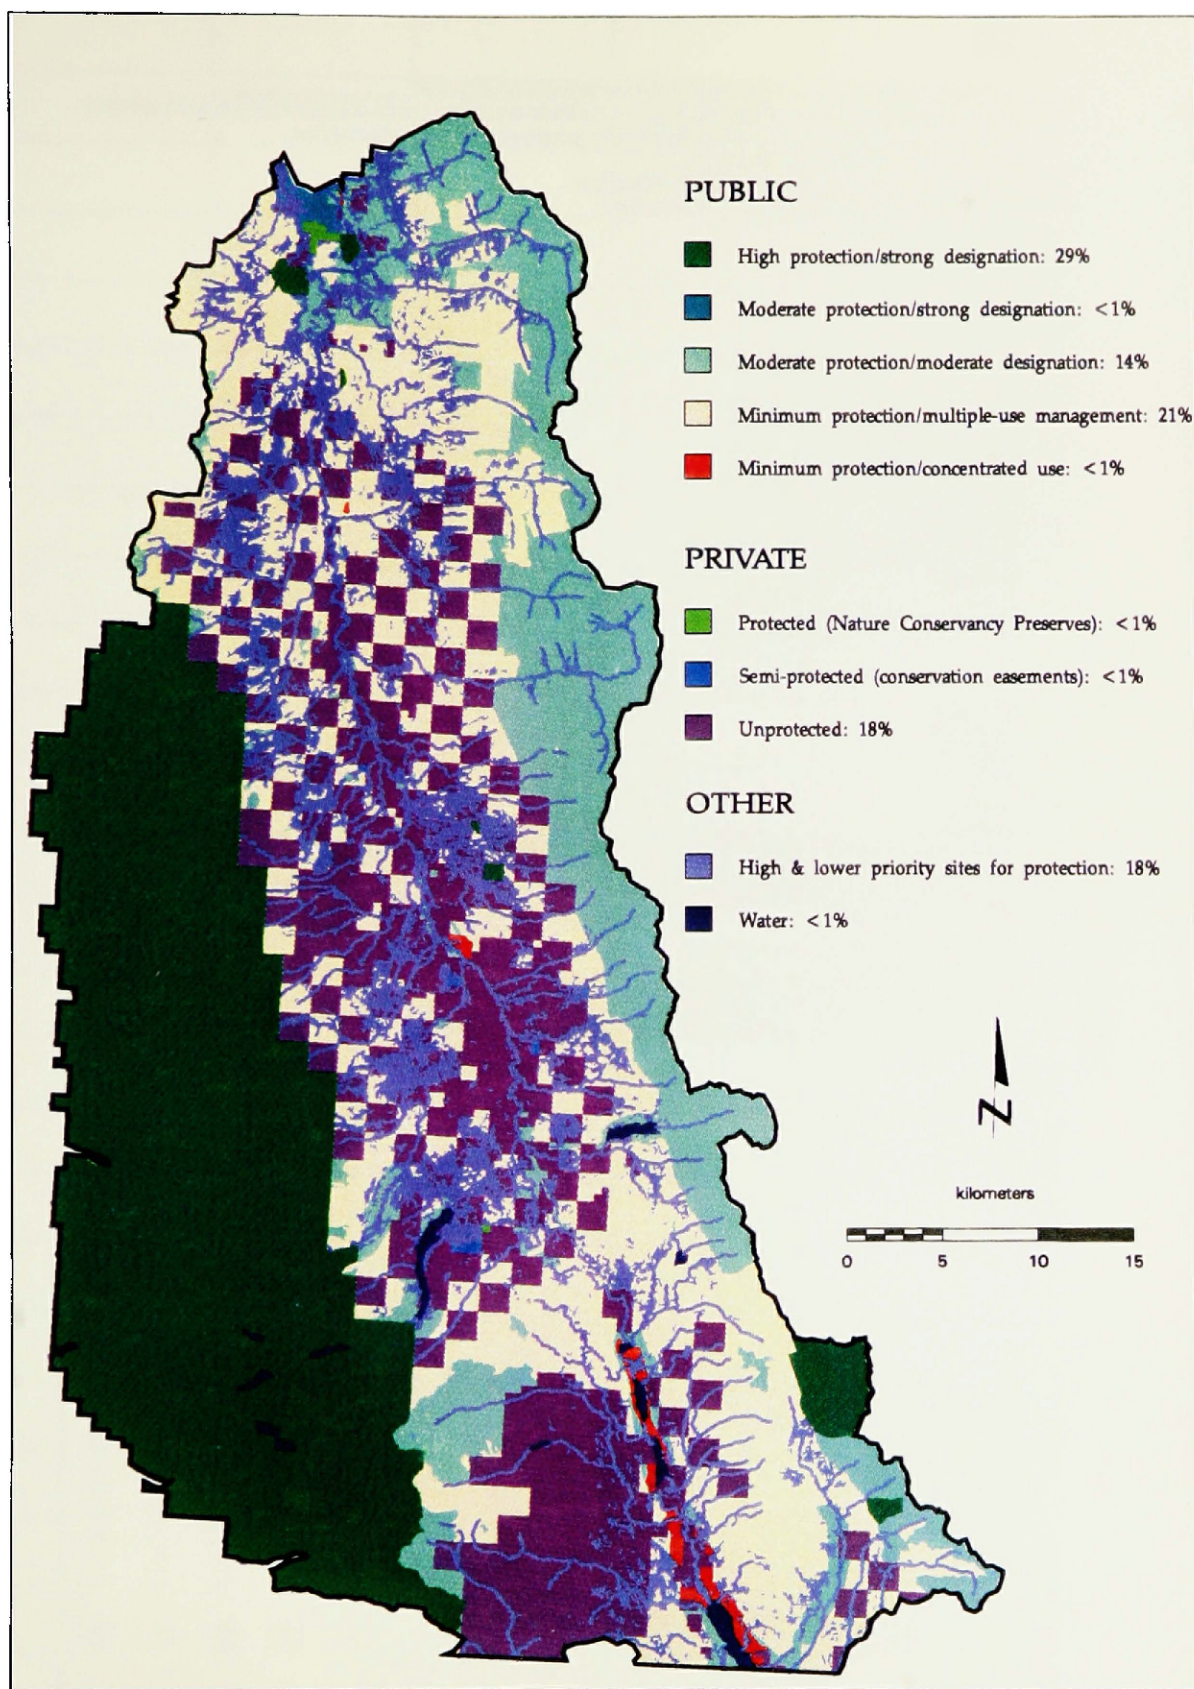 PUBLIC
High protection/strong designation: 29%
Moderate protection/strong designation: <1%
Moderate protection/moderate designation: 14%
Minimum protection/multiple-use management: 21%
Minimum protection/concentrated use: <1%
PRIVATE
Protected (Nature Conservancy Preserves): <1%
Semi-protected (conservation easements): <1%
Unprotected: 18%
OTHER
High & lower priority sites for protection: 18%
Water: <1%
N
kilometers
0 5 10 15